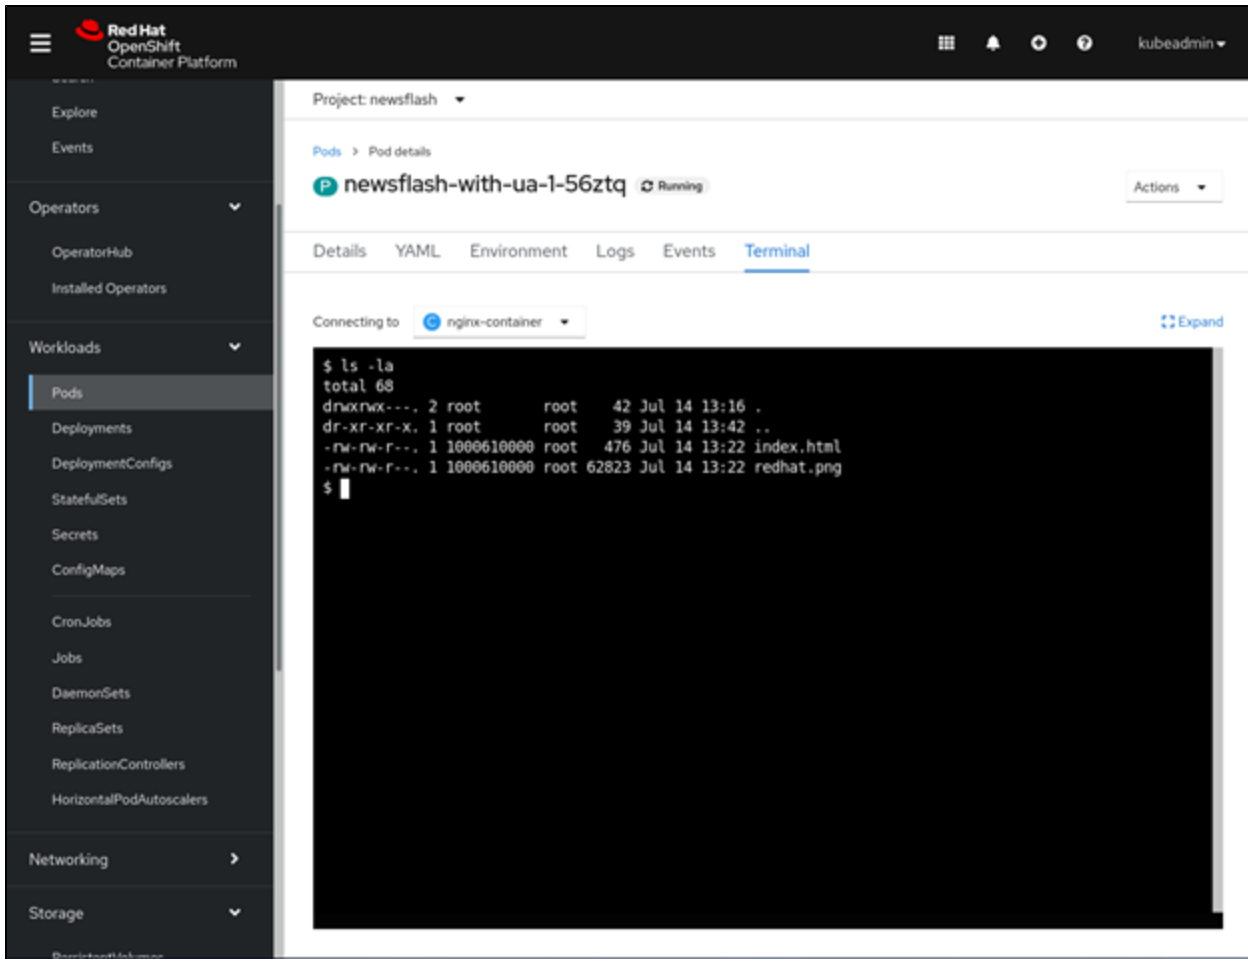 Red Hat
OpenShift
Container Platform
kubeadmin
Search
Explore
Events
Operators
OperatorHub
Installed Operators
Workloads
Pods
Deployments
DeploymentConfigs
StatefulSets
Secrets
ConfigMaps
CronJobs
Jobs
DaemonSets
ReplicaSets
ReplicationControllers
HorizontalPodAutoscalers
Networking
Storage
PersistentVolumes
Project: newsflash
Pods > Pod details
P newsflash-with-ua-1-56ztq Running
Actions
Details YAML Environment Logs Events Terminal
Connecting to C nginx-container
Expand
$ ls -la
total 68
drwxrwx---. 2 root root 42 Jul 14 13:16 .
dr-xr-xr-x. 1 root root 39 Jul 14 13:42 ..
-rw-rw-r--. 1 1000610000 root 476 Jul 14 13:22 index.html
-rw-rw-r--. 1 1000610000 root 62823 Jul 14 13:22 redhat.png
$